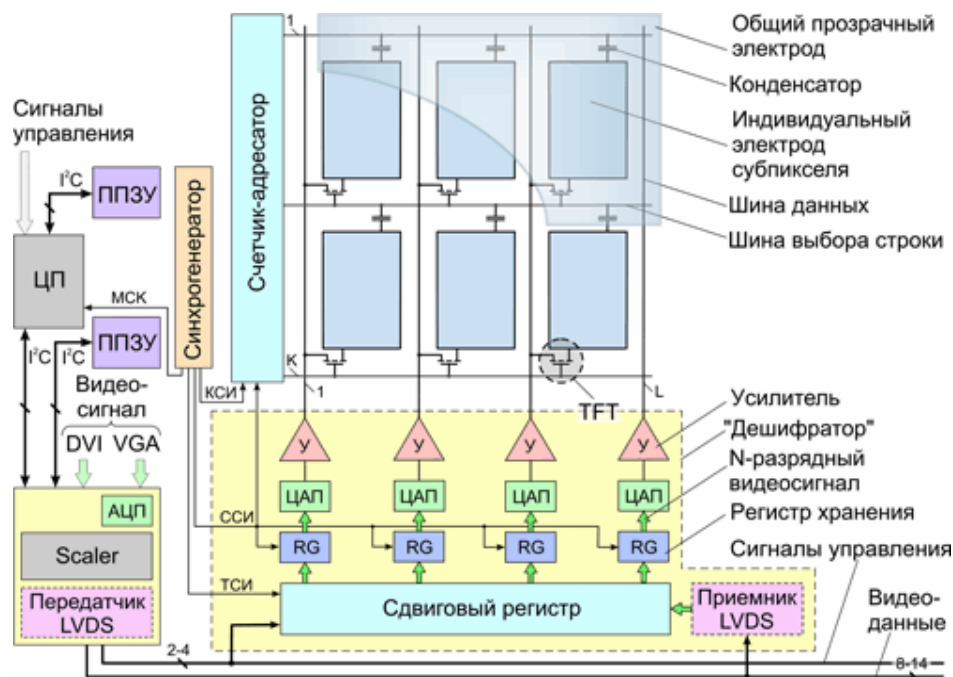 Общий прозрачный
электрод
Конденсатор
Индивидуальный
электрод
субпикселя
Шина данных
Шина выбора строки
Сигналы
управления
I²C
ППЗУ
ЦП
МСК
ППЗУ
I²C
I²C
Видео-
сигнал
DVI VGA
АЦП
Scaler
Передатчик
LVDS
Синхрогенератор
Счетчик-адресатор
1
K
1
L
КСИ
TFT
У
У
У
У
ЦАП
ЦАП
ЦАП
ЦАП
ССИ
RG
RG
RG
RG
ТСИ
Сдвиговый регистр
Приемник
LVDS
Усилитель
"Дешифратор"
N-разрядный
видеосигнал
Регистр хранения
Сигналы управления
Видео-
данные
2-4
8-14